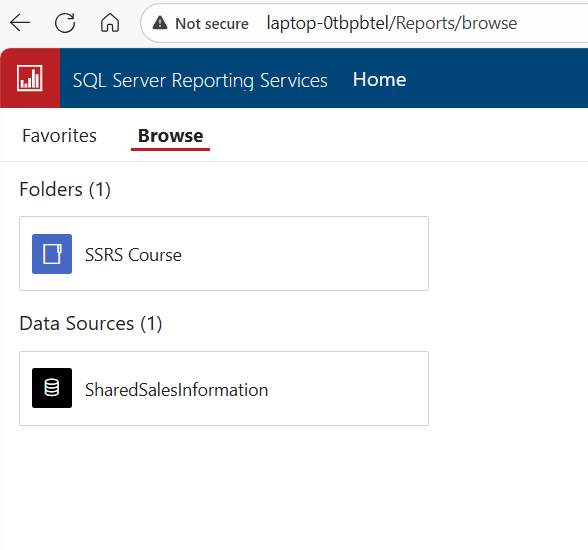 Not secure laptop-0tbpbtel/Reports/browse
SQL Server Reporting Services Home
Favorites Browse
Folders (1)
SSRS Course
Data Sources (1)
SharedSalesInformation